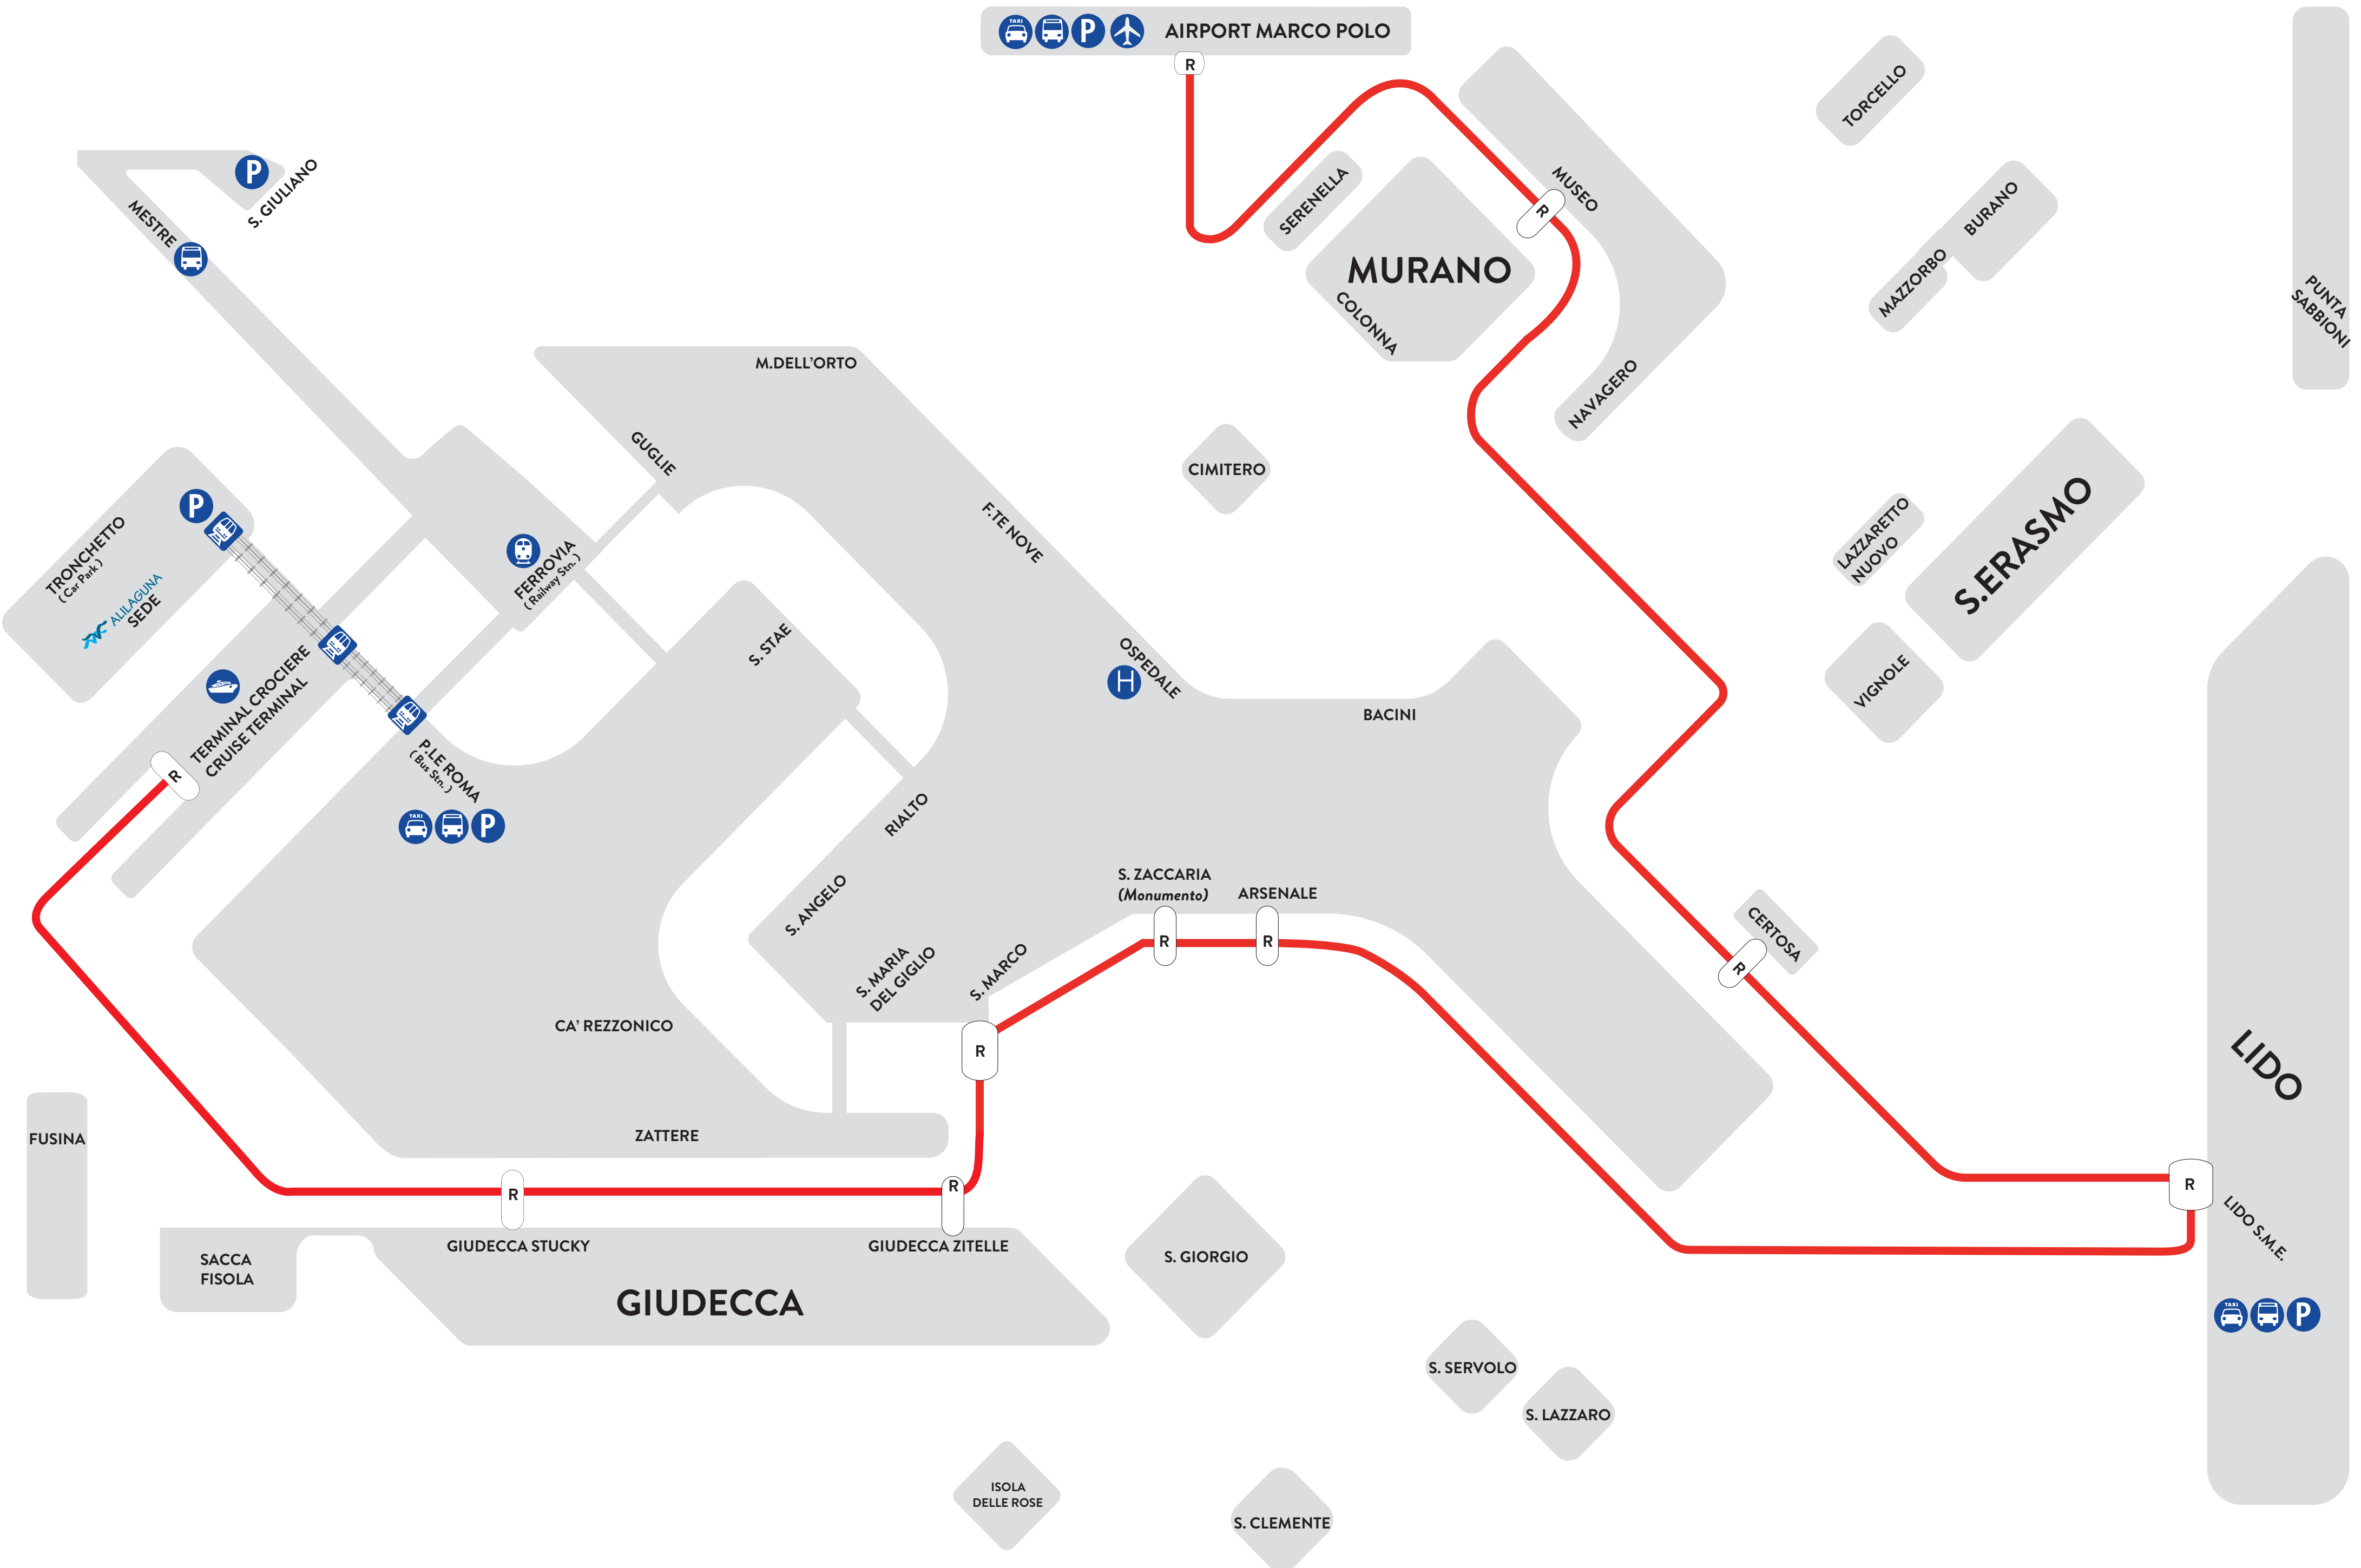 TAXI
P
AIRPORT MARCO POLO
R
TORCELLO
P
S. GIULIANO
MESTRE
SERENELLA
MUSEO
R
MURANO
COLONNA
NAVAGERO
BURANO
MAZZORBO
PUNTA
SABBIONI
M.DELL'ORTO
GUGLIE
CIMITERO
F.TE NOVE
P
TRONCHETTO
( Car Park )
ALILAGUNA
SEDE
FERROVIA
( Railway Stn. )
LAZZARETTO
NUOVO
S.ERASMO
VIGNOLE
S. STAE
OSPEDALE
H
BACINI
TERMINAL CROCIERE
CRUISE TERMINAL
R
P.LE ROMA
( Bus Stn. )
TAXI
P
RIALTO
S. ANGELO
S. ZACCARIA
(Monumento)
R
ARSENALE
R
CERTOSA
R
S. MARIA
DEL GIGLIO
S. MARCO
R
CA' REZZONICO
LIDO
FUSINA
ZATTERE
R
R
R
LIDO S.M.E.
TAXI
P
SACCA
FISOLA
GIUDECCA STUCKY
GIUDECCA ZITELLE
GIUDECCA
S. GIORGIO
S. SERVOLO
S. LAZZARO
ISOLA
DELLE ROSE
S. CLEMENTE